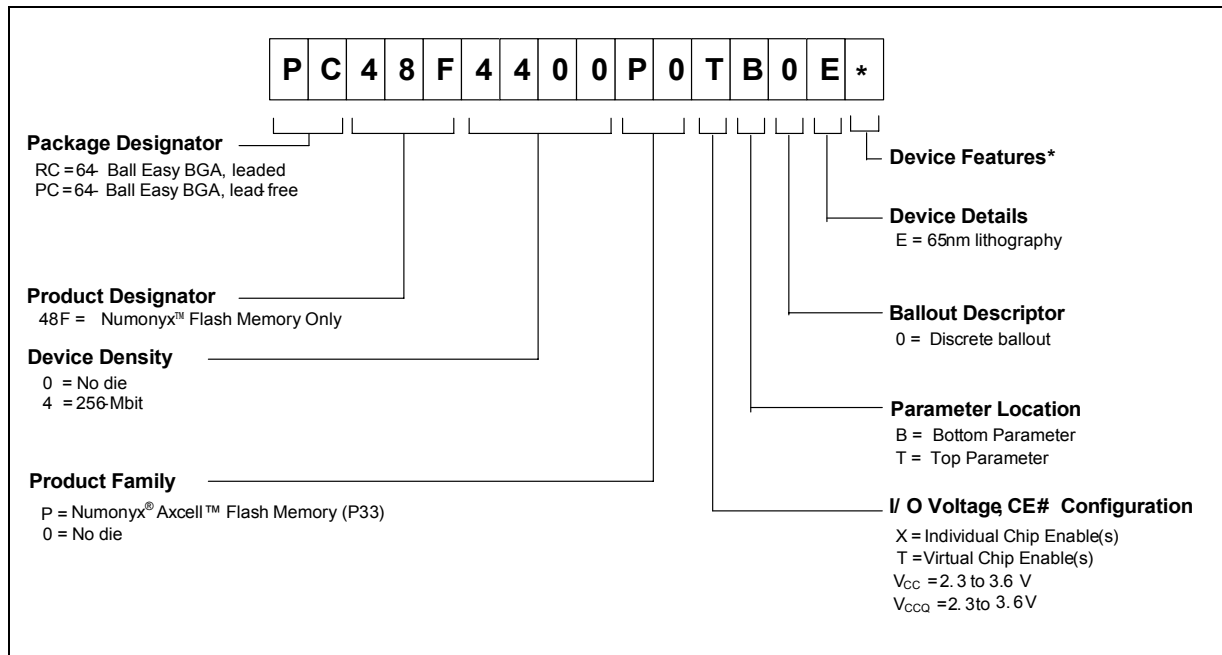 P C 4 8 F 4 4 0 0 P 0 T B 0 E *
Package Designator
RC = 64- Ball Easy BGA, leaded
PC = 64- Ball Easy BGA, lead-free
Product Designator
48F = Numonyx™ Flash Memory Only
Device Density
0 = No die
4 = 256-Mbit
Product Family
P = Numonyx® Axcell™ Flash Memory (P33)
0 = No die
Device Features*
Device Details
E = 65nm lithography
Ballout Descriptor
0 = Discrete ballout
Parameter Location
B = Bottom Parameter
T = Top Parameter
I/ O Voltage, CE# Configuration
X = Individual Chip Enable(s)
T = Virtual Chip Enable(s)
VCC = 2.3 to 3.6 V
VCCQ = 2.3 to 3.6 V